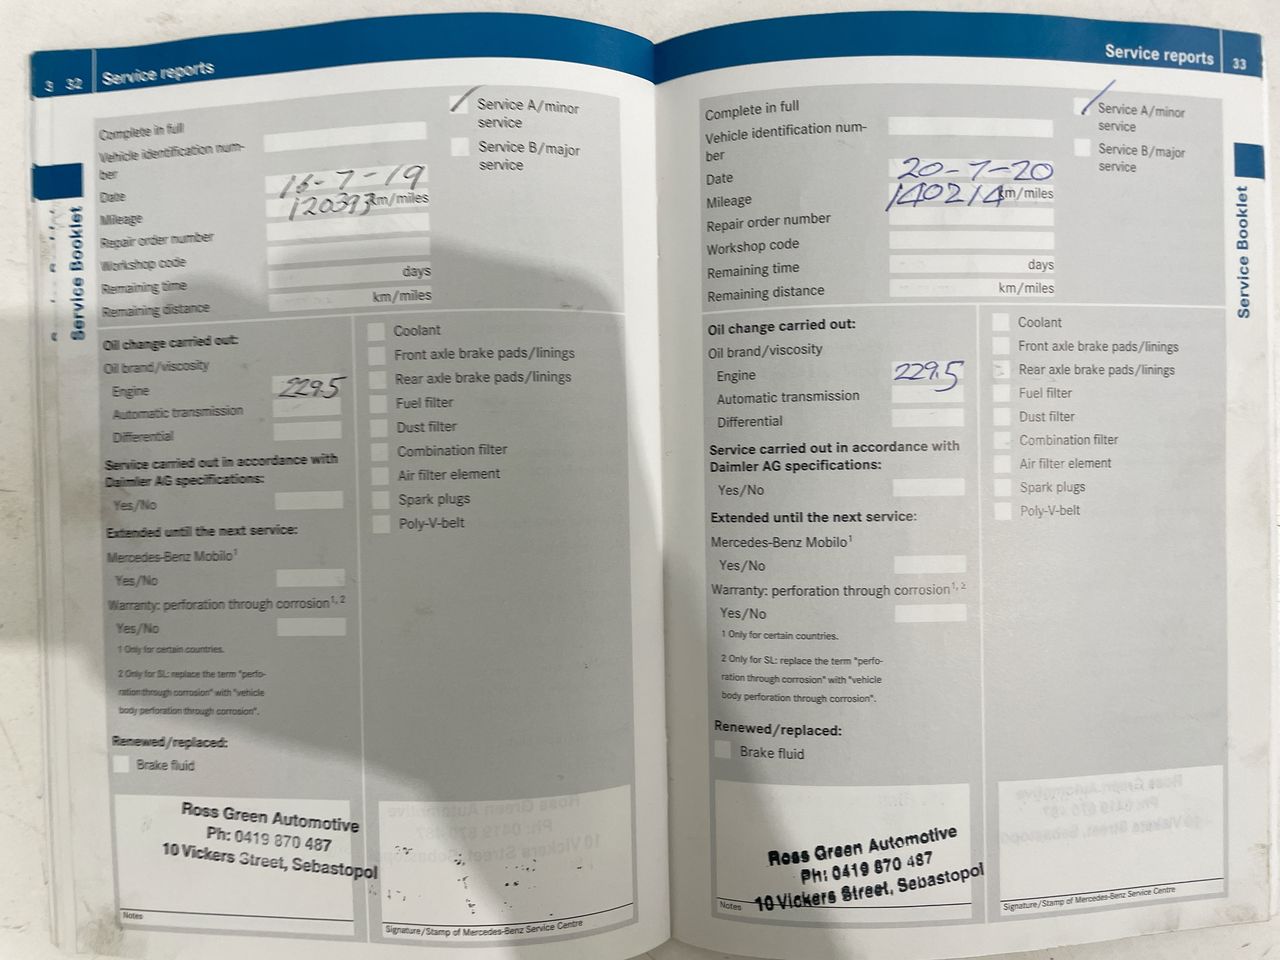 3 32 Service reports
Complete in full
Vehicle identification num-
ber
Date 16-7-19
Mileage 120393 km/miles
Repair order number
Workshop code
Remaining time days
Remaining distance km/miles
Service A/minor
service
Service B/major
service
Oil change carried out:
Oil brand/viscosity
Engine 229.5
Automatic transmission
Differential
Service carried out in accordance with
Daimler AG specifications:
Yes/No
Extended until the next service:
Mercedes-Benz Mobilo¹
Yes/No
Warranty: perforation through corrosion¹, ²
Yes/No
1 Only for certain countries.
2 Only for SL: replace the term "perfo-
ration through corrosion" with "vehicle
body perforation through corrosion".
Renewed/replaced:
Brake fluid
Coolant
Front axle brake pads/linings
Rear axle brake pads/linings
Fuel filter
Dust filter
Combination filter
Air filter element
Spark plugs
Poly-V-belt
Ross Green Automotive
Ph: 0419 870 487
10 Vickers Street, Sebastopol
Notes
Signature/Stamp of Mercedes-Benz Service Centre
Service Booklet
Service reports 33
Complete in full
Vehicle identification num-
ber
Date 20-7-20
Mileage 140214 km/miles
Repair order number
Workshop code
Remaining time days
Remaining distance km/miles
Service A/minor
service
Service B/major
service
Oil change carried out:
Oil brand/viscosity
Engine 229.5
Automatic transmission
Differential
Service carried out in accordance with
Daimler AG specifications:
Yes/No
Extended until the next service:
Mercedes-Benz Mobilo¹
Yes/No
Warranty: perforation through corrosion¹, ²
Yes/No
1 Only for certain countries.
2 Only for SL: replace the term "perfo-
ration through corrosion" with "vehicle
body perforation through corrosion".
Renewed/replaced:
Brake fluid
Coolant
Front axle brake pads/linings
Rear axle brake pads/linings
Fuel filter
Dust filter
Combination filter
Air filter element
Spark plugs
Poly-V-belt
Ross Green Automotive
Ph: 0419 870 487
10 Vickers Street, Sebastopol
Notes
Signature/Stamp of Mercedes-Benz Service Centre
Service Booklet